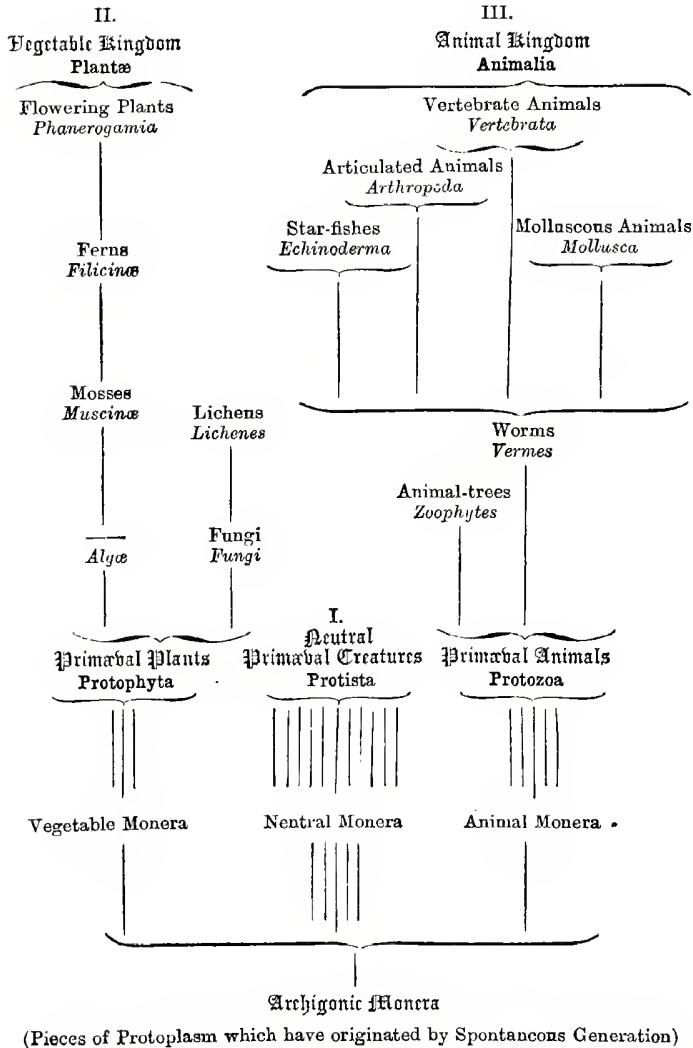 II.
Vegetable Kingdom
Plantæ
Flowering Plants
Phanerogamia
Ferns
Filicinæ
Mosses
Muscinæ
Lichens
Lichenes
Algæ
Fungi
Fungi
Primæval Plants
Protophyta
Vegetable Monera
III.
Animal Kingdom
Animalia
Vertebrate Animals
Vertebrata
Articulated Animals
Arthropoda
Star-fishes
Echinoderma
Molluscous Animals
Mollusca
Worms
Vermes
Animal-trees
Zoophytes
Primæval Animals
Protozoa
Animal Monera
I.
Neutral
Primæval Creatures
Protista
Neutral Monera
Archigonic Monera
(Pieces of Protoplasm which have originated by Spontaneous Generation)